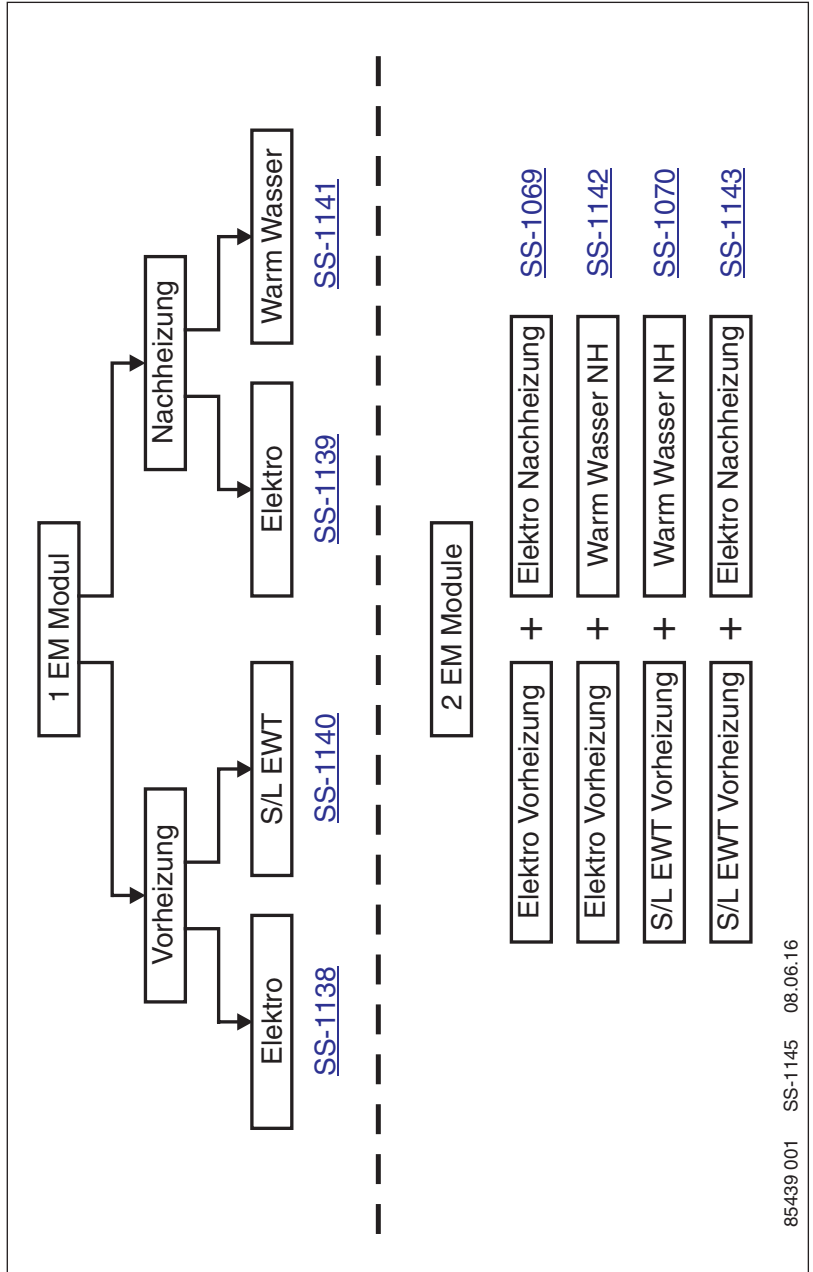 1 EM Modul
Vorheizung
Nachheizung
Elektro
S/L EWT
Elektro
Warm Wasser
SS-1138
SS-1140
SS-1139
SS-1141
2 EM Module
Elektro Vorheizung + Elektro Nachheizung SS-1069
Elektro Vorheizung + Warm Wasser NH SS-1142
S/L EWT Vorheizung + Warm Wasser NH SS-1070
S/L EWT Vorheizung + Elektro Nachheizung SS-1143
85439 001 SS-1145 08.06.16